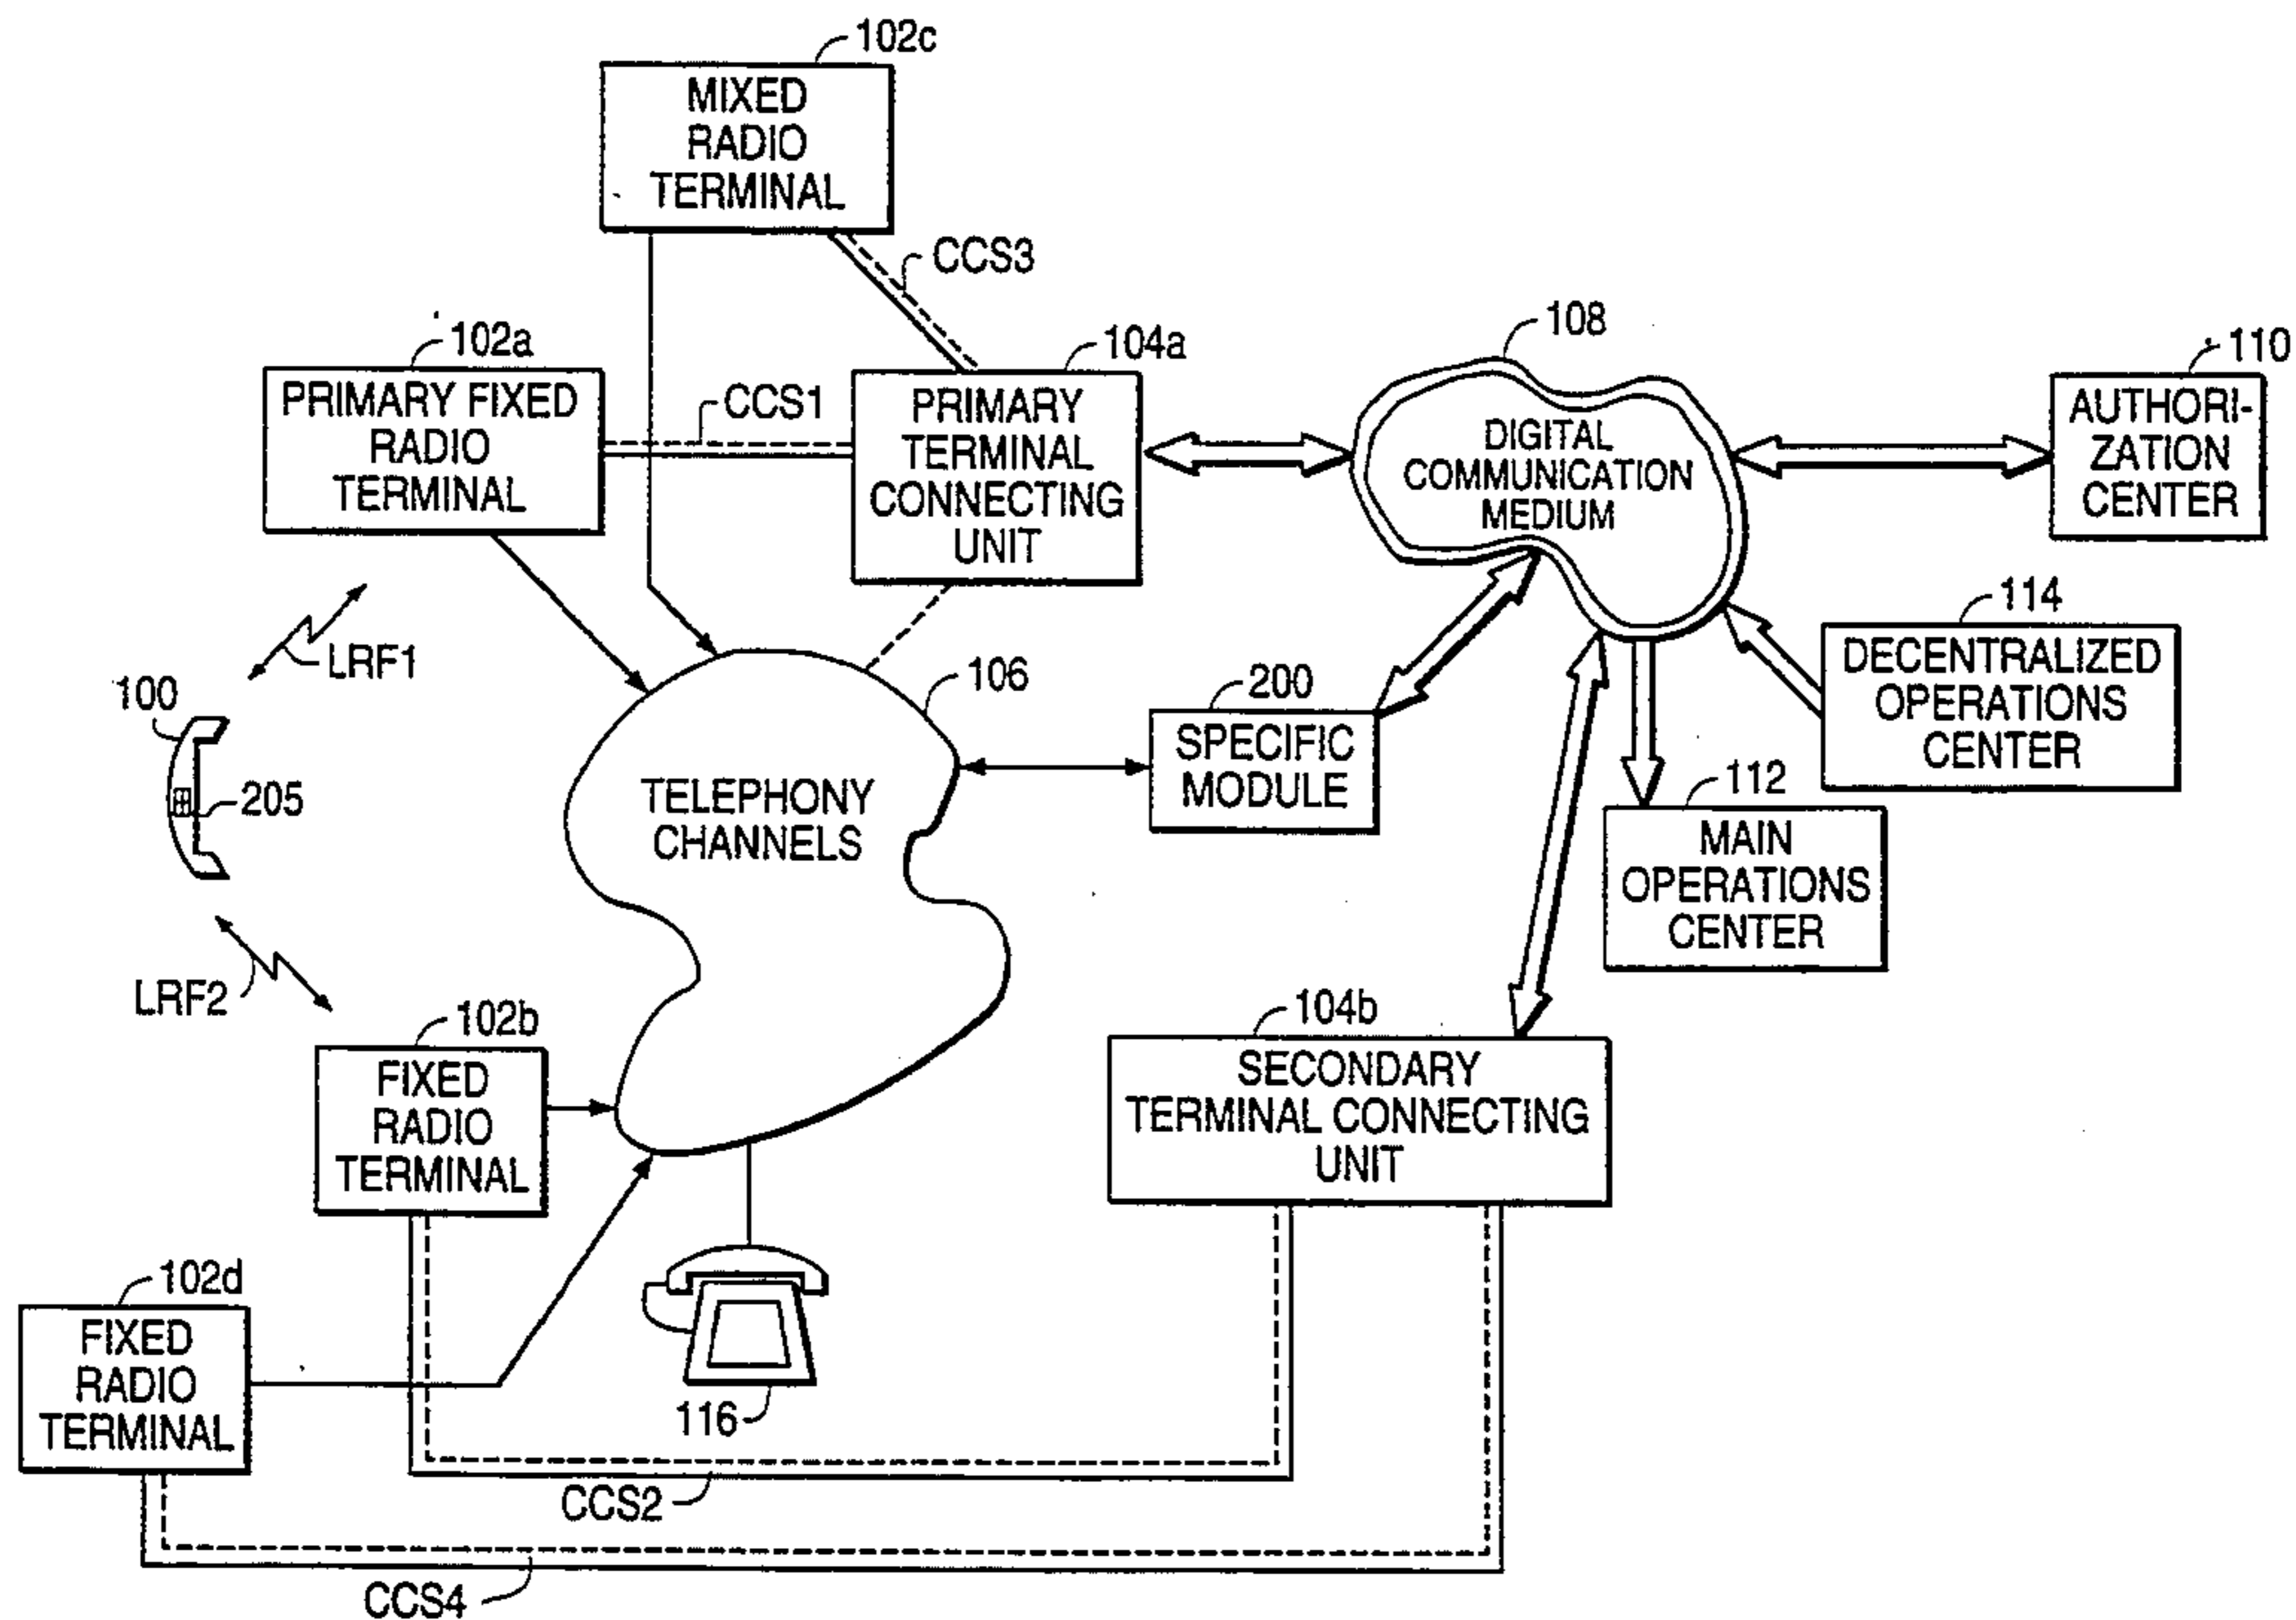 102c
MIXED
RADIO
TERMINAL
CCS3
102a
PRIMARY FIXED
RADIO
TERMINAL
CCS1
104a
PRIMARY
TERMINAL
CONNECTING
UNIT
108
DIGITAL
COMMUNICATION
MEDIUM
110
AUTHORI-
ZATION
CENTER
114
DECENTRALIZED
OPERATIONS
CENTER
LRF1
100
205
LRF2
106
TELEPHONY
CHANNELS
200
SPECIFIC
MODULE
112
MAIN
OPERATIONS
CENTER
102b
FIXED
RADIO
TERMINAL
104b
SECONDARY
TERMINAL CONNECTING
UNIT
102d
FIXED
RADIO
TERMINAL
116
CCS2
CCS4